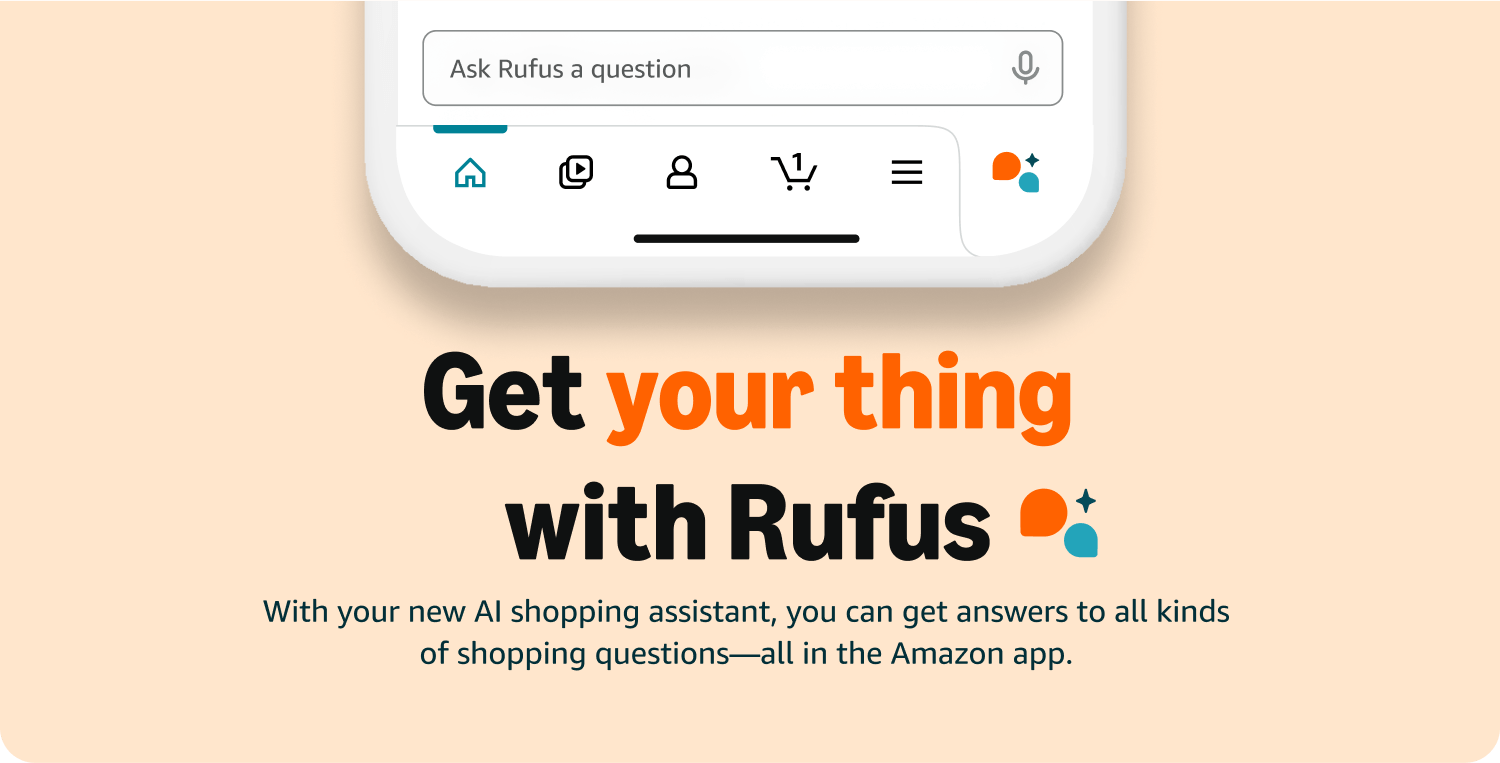 Ask Rufus a question
1
Get your thing
with Rufus
With your new AI shopping assistant, you can get answers to all kinds
of shopping questions—all in the Amazon app.